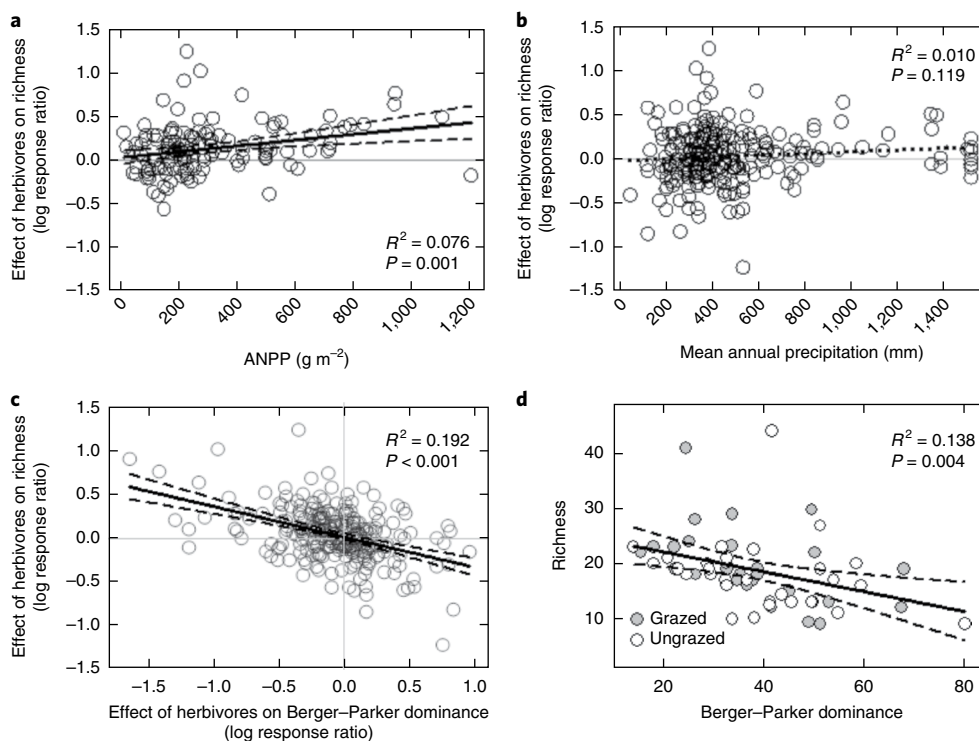 a
Effect of herbivores on richness
(log response ratio)
1.5
1.0
0.5
0.0
−0.5
−1.0
−1.5
R² = 0.076
P = 0.001
0
200
400
600
800
1,000
1,200
ANPP (g m⁻²)
b
Effect of herbivores on richness
(log response ratio)
1.5
1.0
0.5
0.0
−0.5
−1.0
−1.5
R² = 0.010
P = 0.119
0
200
400
600
800
1,000
1,200
1,400
Mean annual precipitation (mm)
c
Effect of herbivores on richness
(log response ratio)
1.5
1.0
0.5
0.0
−0.5
−1.0
−1.5
R² = 0.192
P < 0.001
−1.5
−1.0
−0.5
0.0
0.5
1.0
Effect of herbivores on Berger–Parker dominance
(log response ratio)
d
Richness
40
30
20
10
R² = 0.138
P = 0.004
Grazed
Ungrazed
20
40
60
80
Berger–Parker dominance